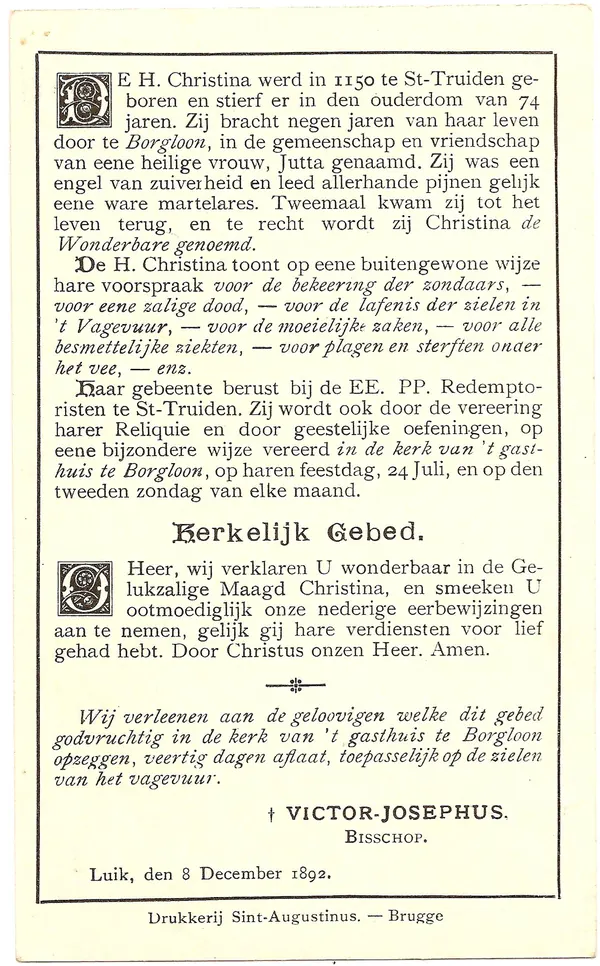 DE H. Christina werd in 1150 te St-Truiden ge-
boren en stierf er in den ouderdom van 74
jaren. Zij bracht negen jaren van haar leven
door te Borgloon, in de gemeenschap en vriendschap
van eene heilige vrouw, Jutta genaamd. Zij was een
engel van zuiverheid en leed allerhande pijnen gelijk
eene ware martelares. Tweemaal kwam zij tot het
leven terug, en te recht wordt zij Christina de
Wonderbare genoemd.
De H. Christina toont op eene buitengewone wijze
hare voorspraak voor de bekeering der zondaars, —
voor eene zalige dood, — voor de lafenis der zielen in
't Vagevuur, — voor de moeielijke zaken, — voor alle
besmettelijke ziekten, — voor plagen en sterften onder
het vee, — enz.
Haar gebeente berust bij de EE. PP. Redempto-
risten te St-Truiden. Zij wordt ook door de vereering
harer Reliquie en door geestelijke oefeningen, op
eene bijzondere wijze vereerd in de kerk van 't gast-
huis te Borgloon, op haren feestdag, 24 Juli, en op den
tweeden zondag van elke maand.
Kerkelijk Gebed.
O Heer, wij verklaren U wonderbaar in de Ge-
lukzalige Maagd Christina, en smeeken U
ootmoediglijk onze nederige eerbewijzingen
aan te nemen, gelijk gij hare verdiensten voor lief
gehad hebt. Door Christus onzen Heer. Amen.
Wij verleenen aan de geloovigen welke dit gebed
godvruchtig in de kerk van 't gasthuis te Borgloon
opzeggen, veertig dagen aflaat, toepasselijk op de zielen
van het vagevuur.
† VICTOR-JOSEPHUS.
BISSCHOP.
Luik, den 8 December 1892.
Drukkerij Sint-Augustinus. — Brugge